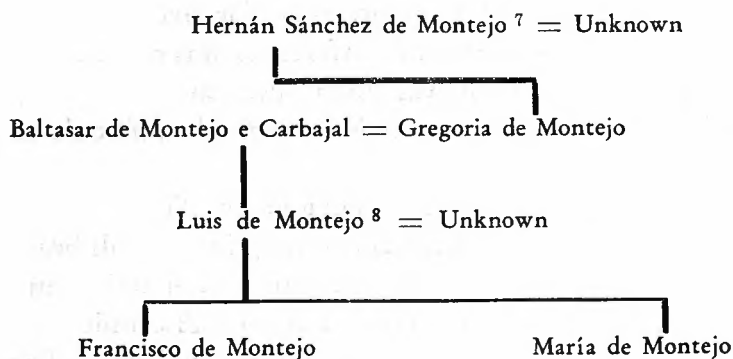 Hernán Sánchez de Montejo ⁷ = Unknown
Baltasar de Montejo e Carbajal = Gregoria de Montejo
Luis de Montejo ⁸ = Unknown
Francisco de Montejo María de Montejo